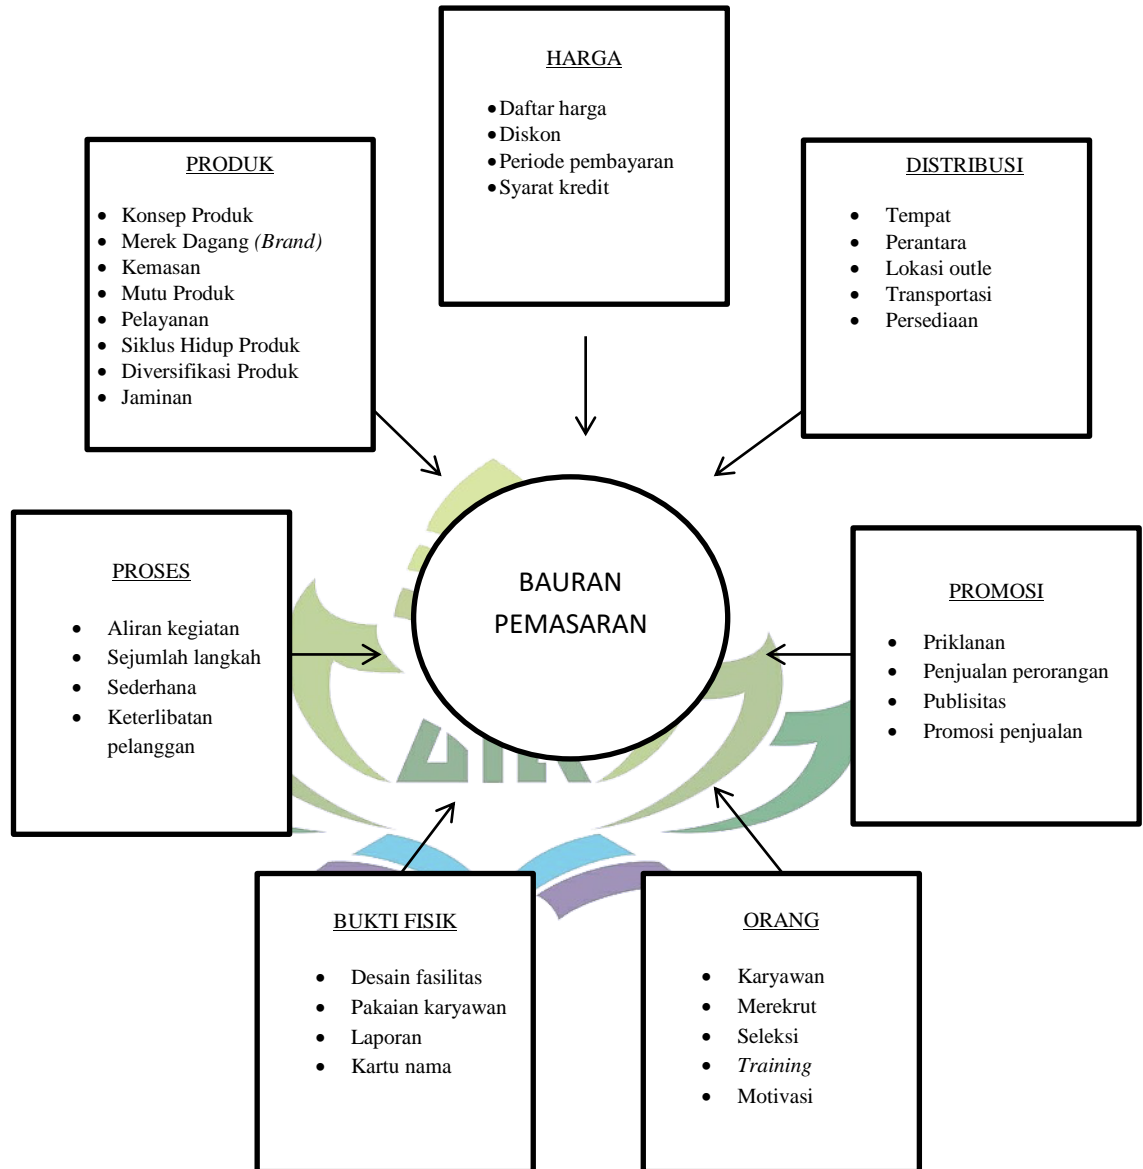 HARGA
•Daftar harga
•Diskon
•Periode pembayaran
•Syarat kredit
PRODUK
• Konsep Produk
• Merek Dagang (Brand)
• Kemasan
• Mutu Produk
• Pelayanan
• Siklus Hidup Produk
• Diversifikasi Produk
• Jaminan
DISTRIBUSI
• Tempat
• Perantara
• Lokasi outle
• Transportasi
• Persediaan
BAURAN
PEMASARAN
PROSES
• Aliran kegiatan
• Sejumlah langkah
• Sederhana
• Keterlibatan
pelanggan
PROMOSI
• Priklanan
• Penjualan perorangan
• Publisitas
• Promosi penjualan
BUKTI FISIK
• Desain fasilitas
• Pakaian karyawan
• Laporan
• Kartu nama
ORANG
• Karyawan
• Merekrut
• Seleksi
• Training
• Motivasi